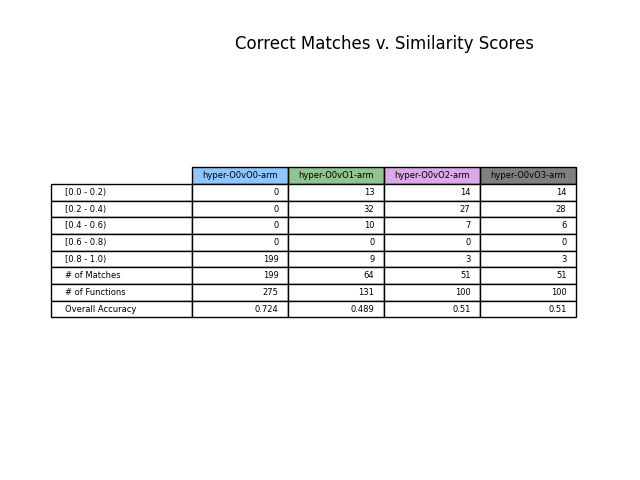 Correct Matches v. Similarity Scores
hyper-O0vO0-arm hyper-O0vO1-arm hyper-O0vO2-arm hyper-O0vO3-arm
[0.0 - 0.2) 0 13 14 14
[0.2 - 0.4) 0 32 27 28
[0.4 - 0.6) 0 10 7 6
[0.6 - 0.8) 0 0 0 0
[0.8 - 1.0) 199 9 3 3
# of Matches 199 64 51 51
# of Functions 275 131 100 100
Overall Accuracy 0.724 0.489 0.51 0.51